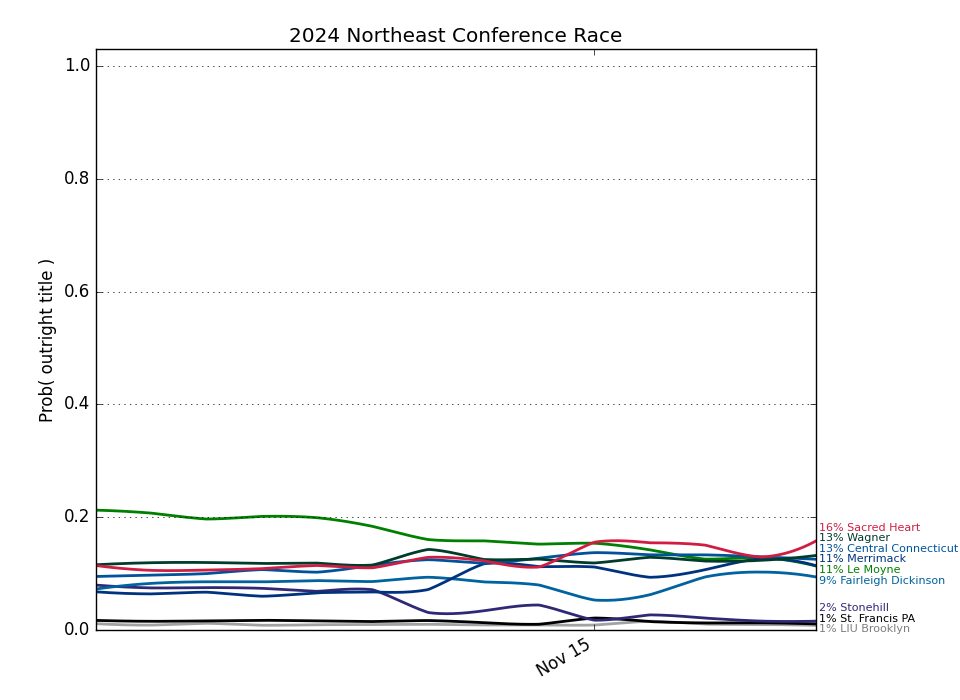 2024 Northeast Conference Race
1.0
0.8
0.6
0.4
0.2
0.0
Prob( outright title )
Nov 15
16% Sacred Heart
13% Wagner
13% Central Connecticut
11% Merrimack
11% Le Moyne
9% Fairleigh Dickinson
2% Stonehill
1% St. Francis PA
1% LIU Brooklyn